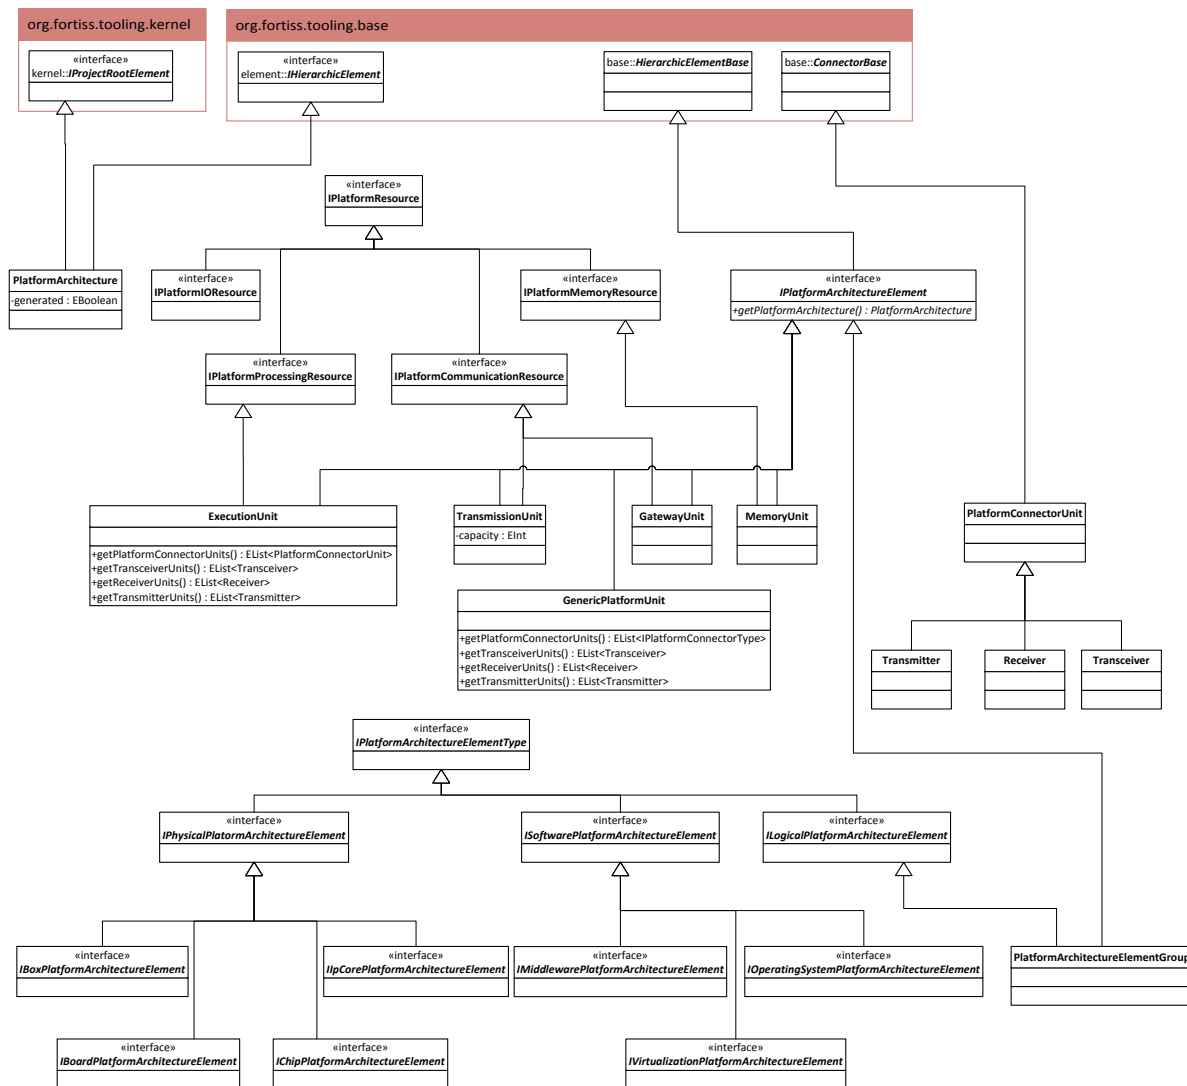 org.fortiss.tooling.kernel
org.fortiss.tooling.base
«interface»
kernel::IProjectRootElement
«interface»
element::IHierarchicElement
base::HierarchicElementBase
base::ConnectorBase
«interface»
IPlatformResource
PlatformArchitecture
-generated : EBoolean
«interface»
IPlatformIOResource
«interface»
IPlatformMemoryResource
«interface»
IPlatformArchitectureElement
+getPlatformArchitecture() : PlatformArchitecture
«interface»
IPlatformProcessingResource
«interface»
IPlatformCommunicationResource
ExecutionUnit
+getPlatformConnectorUnits() : EList<PlatformConnectorUnit>
+getTransceiverUnits() : EList<Transceiver>
+getReceiverUnits() : EList<Receiver>
+getTransmitterUnits() : EList<Transmitter>
TransmissionUnit
-capacity : EInt
GatewayUnit
MemoryUnit
PlatformConnectorUnit
GenericPlatformUnit
+getPlatformConnectorUnits() : EList<IPlatformConnectorType>
+getTransceiverUnits() : EList<Transceiver>
+getReceiverUnits() : EList<Receiver>
+getTransmitterUnits() : EList<Transmitter>
Transmitter
Receiver
Transceiver
«interface»
IPlatformArchitectureElementType
«interface»
IPhysicalPlatormArchitectureElement
«interface»
ISoftwarePlatformArchitectureElement
«interface»
ILogicalPlatformArchitectureElement
«interface»
IBoxPlatformArchitectureElement
«interface»
IIpCorePlatformArchitectureElement
«interface»
IMiddlewarePlatformArchitectureElement
«interface»
IOperatingSystemPlatformArchitectureElement
PlatformArchitectureElementGroup
«interface»
IBoardPlatformArchitectureElement
«interface»
IChipPlatformArchitectureElement
«interface»
IVirtualizationPlatformArchitectureElement